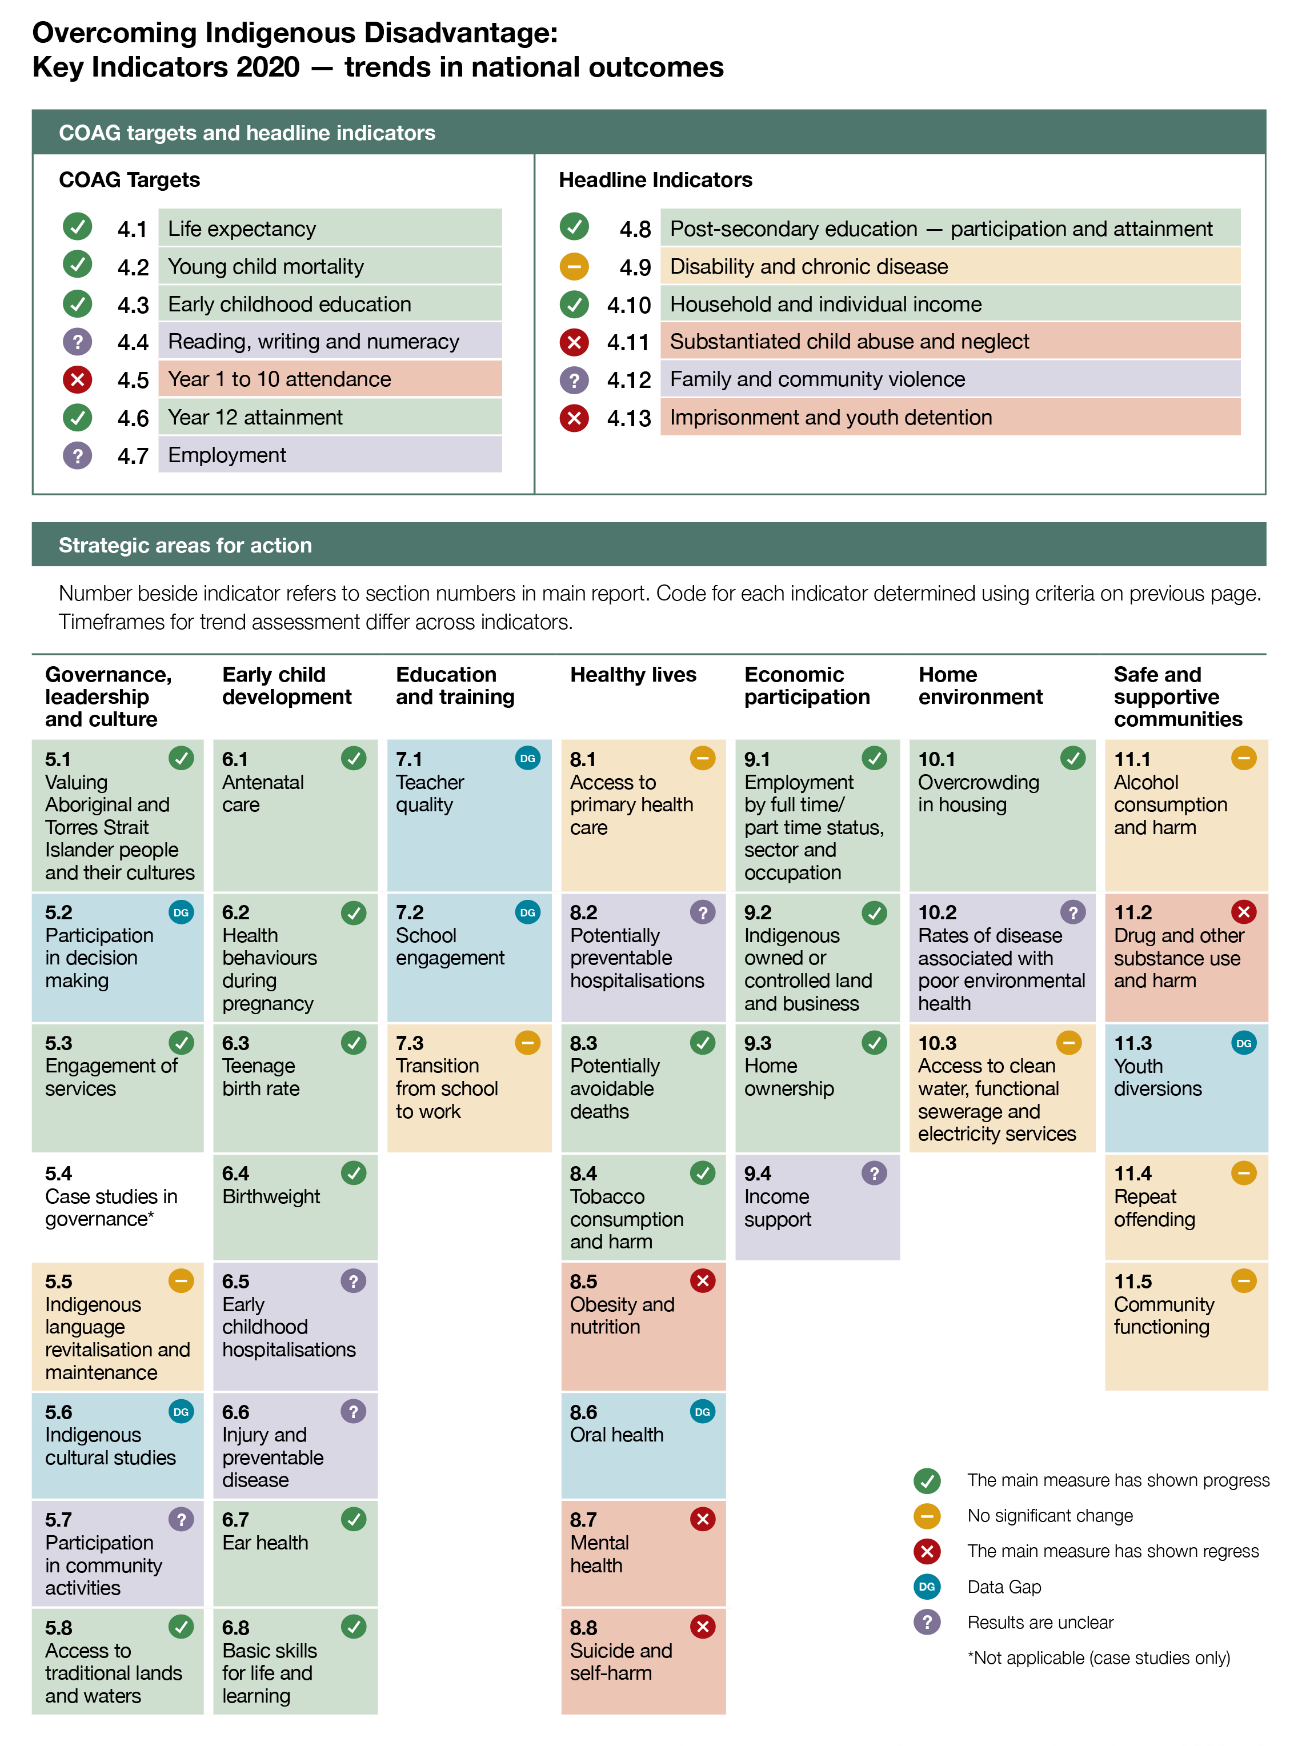 Overcoming Indigenous Disadvantage:
Key Indicators 2020 — trends in national outcomes
COAG targets and headline indicators
COAG Targets
4.1 Life expectancy
4.2 Young child mortality
4.3 Early childhood education
? 4.4 Reading, writing and numeracy
4.5 Year 1 to 10 attendance
4.6 Year 12 attainment
? 4.7 Employment
Headline Indicators
4.8 Post-secondary education — participation and attainment
4.9 Disability and chronic disease
4.10 Household and individual income
4.11 Substantiated child abuse and neglect
? 4.12 Family and community violence
4.13 Imprisonment and youth detention
Strategic areas for action
Number beside indicator refers to section numbers in main report. Code for each indicator determined using criteria on previous page.
Timeframes for trend assessment differ across indicators.
Governance,
leadership
and culture
5.1
Valuing
Aboriginal and
Torres Strait
Islander people
and their cultures
5.2 DG
Participation
in decision
making
5.3
Engagement of
services
5.4
Case studies in
governance*
5.5
Indigenous
language
revitalisation and
maintenance
5.6 DG
Indigenous
cultural studies
5.7 ?
Participation
in community
activities
5.8
Access to
traditional lands
and waters
Early child
development
6.1
Antenatal
care
6.2
Health
behaviours
during
pregnancy
6.3
Teenage
birth rate
6.4
Birthweight
6.5 ?
Early
childhood
hospitalisations
6.6 ?
Injury and
preventable
disease
6.7
Ear health
6.8
Basic skills
for life and
learning
Education
and training
7.1 DG
Teacher
quality
7.2 DG
School
engagement
7.3
Transition
from school
to work
Healthy lives
8.1
Access to
primary health
care
8.2 ?
Potentially
preventable
hospitalisations
8.3
Potentially
avoidable
deaths
8.4
Tobacco
consumption
and harm
8.5
Obesity and
nutrition
8.6 DG
Oral health
8.7
Mental
health
8.8
Suicide and
self-harm
Economic
participation
9.1
Employment
by full time/
part time status,
sector and
occupation
9.2
Indigenous
owned or
controlled land
and business
9.3
Home
ownership
9.4 ?
Income
support
Home
environment
10.1
Overcrowding
in housing
10.2 ?
Rates of disease
associated with
poor environmental
health
10.3
Access to clean
water, functional
sewerage and
electricity services
Safe and
supportive
communities
11.1
Alcohol
consumption
and harm
11.2
Drug and other
substance use
and harm
11.3 DG
Youth
diversions
11.4
Repeat
offending
11.5
Community
functioning
The main measure has shown progress
No significant change
The main measure has shown regress
DG Data Gap
? Results are unclear
*Not applicable (case studies only)